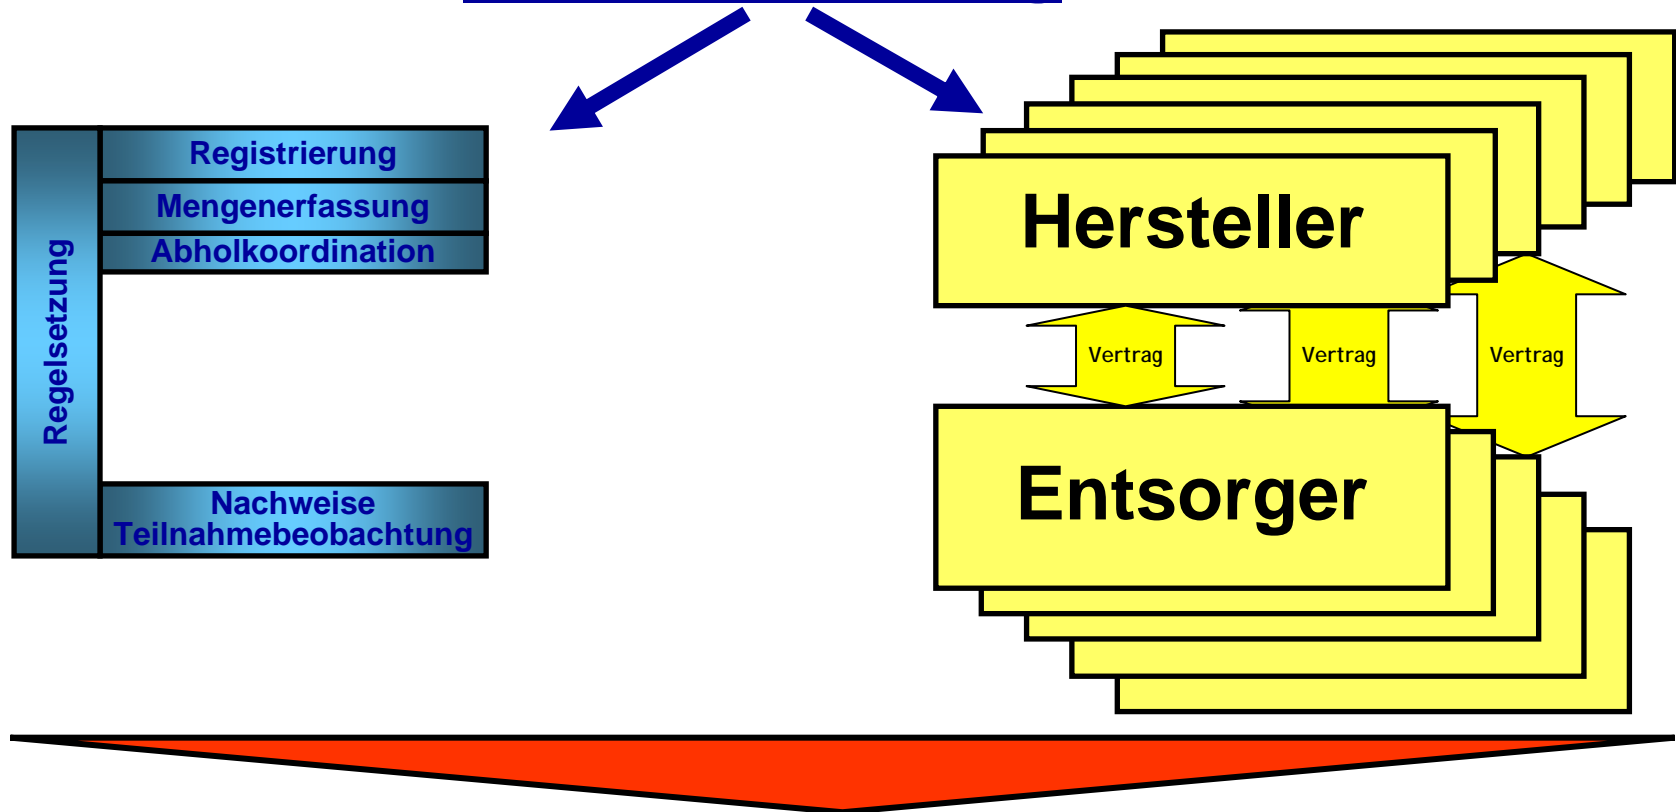 Registrierung
Mengenerfassung
Abholkoordination
Regelsetzung
Nachweise
Teilnahmebeobachtung
Hersteller
Vertrag
Vertrag
Vertrag
Entsorger